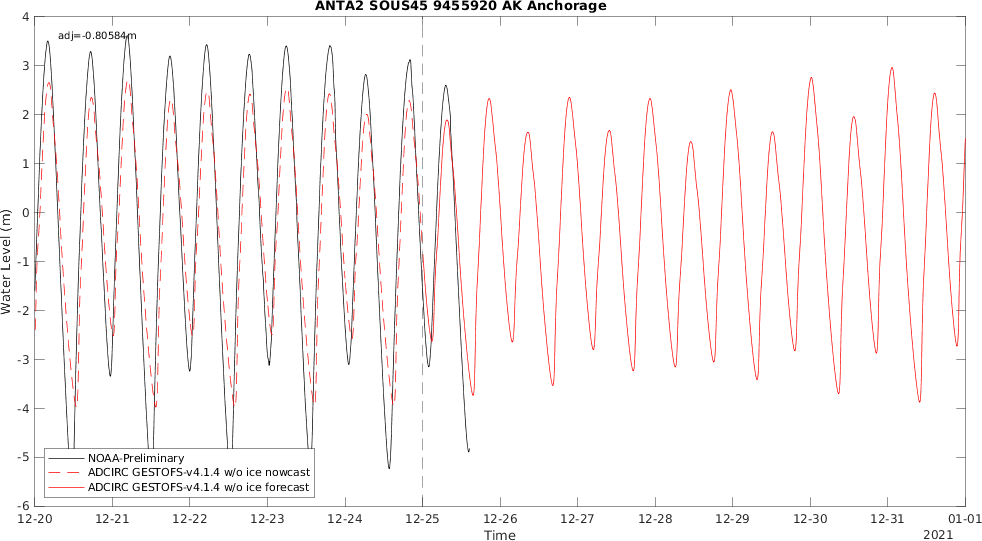 ANTA2 SOUS45 9455920 AK Anchorage
adj=-0.80584m
4
3
2
1
0
-1
-2
-3
-4
-5
-6
Water Level (m)
NOAA-Preliminary
ADCIRC GESTOFS-v4.1.4 w/o ice nowcast
ADCIRC GESTOFS-v4.1.4 w/o ice forecast
12-20 12-21 12-22 12-23 12-24 12-25 12-26 12-27 12-28 12-29 12-30 12-31 01-01
Time
2021